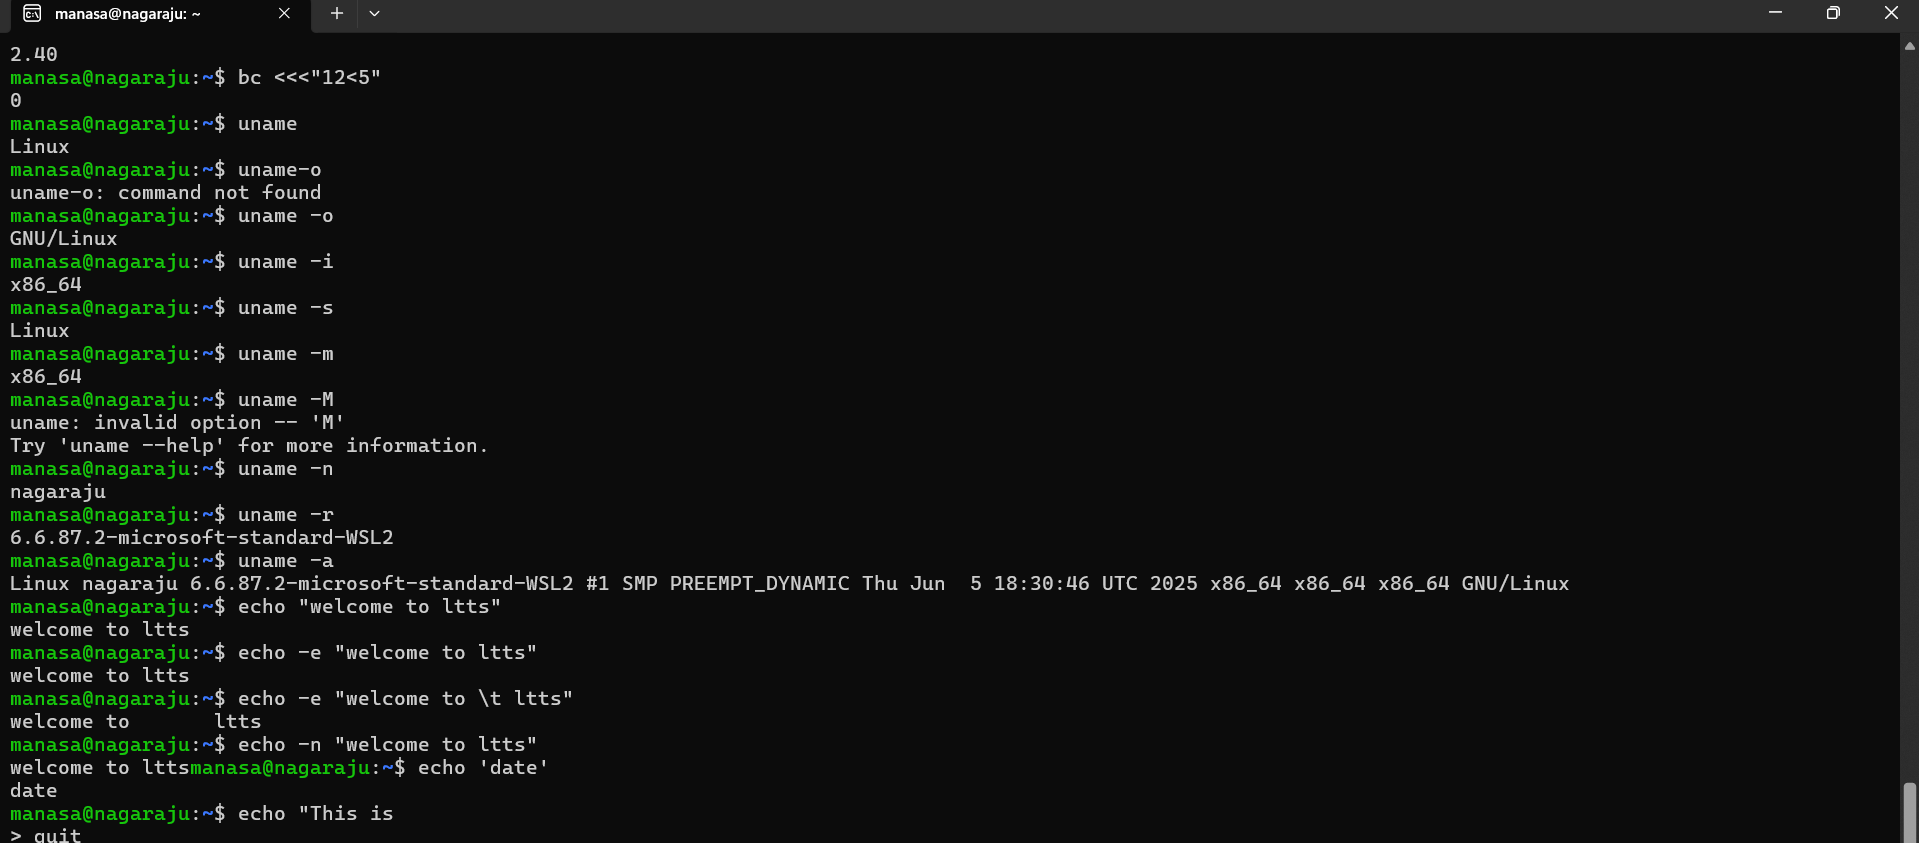 manasa@nagaraju: ~
2.40
manasa@nagaraju:~$ bc <<<"12<5"
0
manasa@nagaraju:~$ uname
Linux
manasa@nagaraju:~$ uname-o
uname-o: command not found
manasa@nagaraju:~$ uname -o
GNU/Linux
manasa@nagaraju:~$ uname -i
x86_64
manasa@nagaraju:~$ uname -s
Linux
manasa@nagaraju:~$ uname -m
x86_64
manasa@nagaraju:~$ uname -M
uname: invalid option -- 'M'
Try 'uname --help' for more information.
manasa@nagaraju:~$ uname -n
nagaraju
manasa@nagaraju:~$ uname -r
6.6.87.2-microsoft-standard-WSL2
manasa@nagaraju:~$ uname -a
Linux nagaraju 6.6.87.2-microsoft-standard-WSL2 #1 SMP PREEMPT_DYNAMIC Thu Jun  5 18:30:46 UTC 2025 x86_64 x86_64 x86_64 GNU/Linux
manasa@nagaraju:~$ echo "welcome to ltts"
welcome to ltts
manasa@nagaraju:~$ echo -e "welcome to ltts"
welcome to ltts
manasa@nagaraju:~$ echo -e "welcome to \t ltts"
welcome to       ltts
manasa@nagaraju:~$ echo -n "welcome to ltts"
welcome to lttsmanasa@nagaraju:~$ echo 'date'
date
manasa@nagaraju:~$ echo "This is
> quit